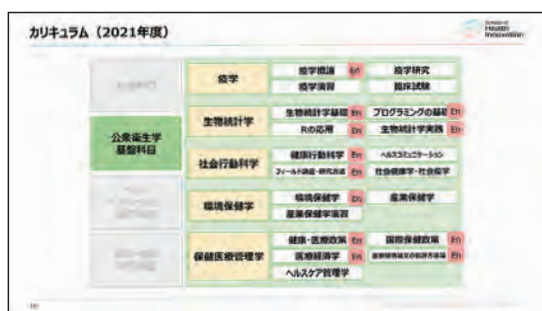 カリキュラム（2021年度）
School of
Health
Innovation
公衆衛生学
基盤科目
疫学
疫学概論 En 疫学研究
疫学演習 臨床試験
生物統計学
生物統計学基礎 En プログラミングの基礎 En
Rの応用 En 生物統計学実践 En
社会行動科学
健康行動科学 En ヘルスコミュニケーション
フィールド調査・研究方法 En 社会健康学・社会疫学
環境保健学
環境保健学 En 産業保健学
産業保健学演習
保健医療管理学
健康・医療政策 En 国際保健政策 En
医療経済学 En En
ヘルスケア管理学